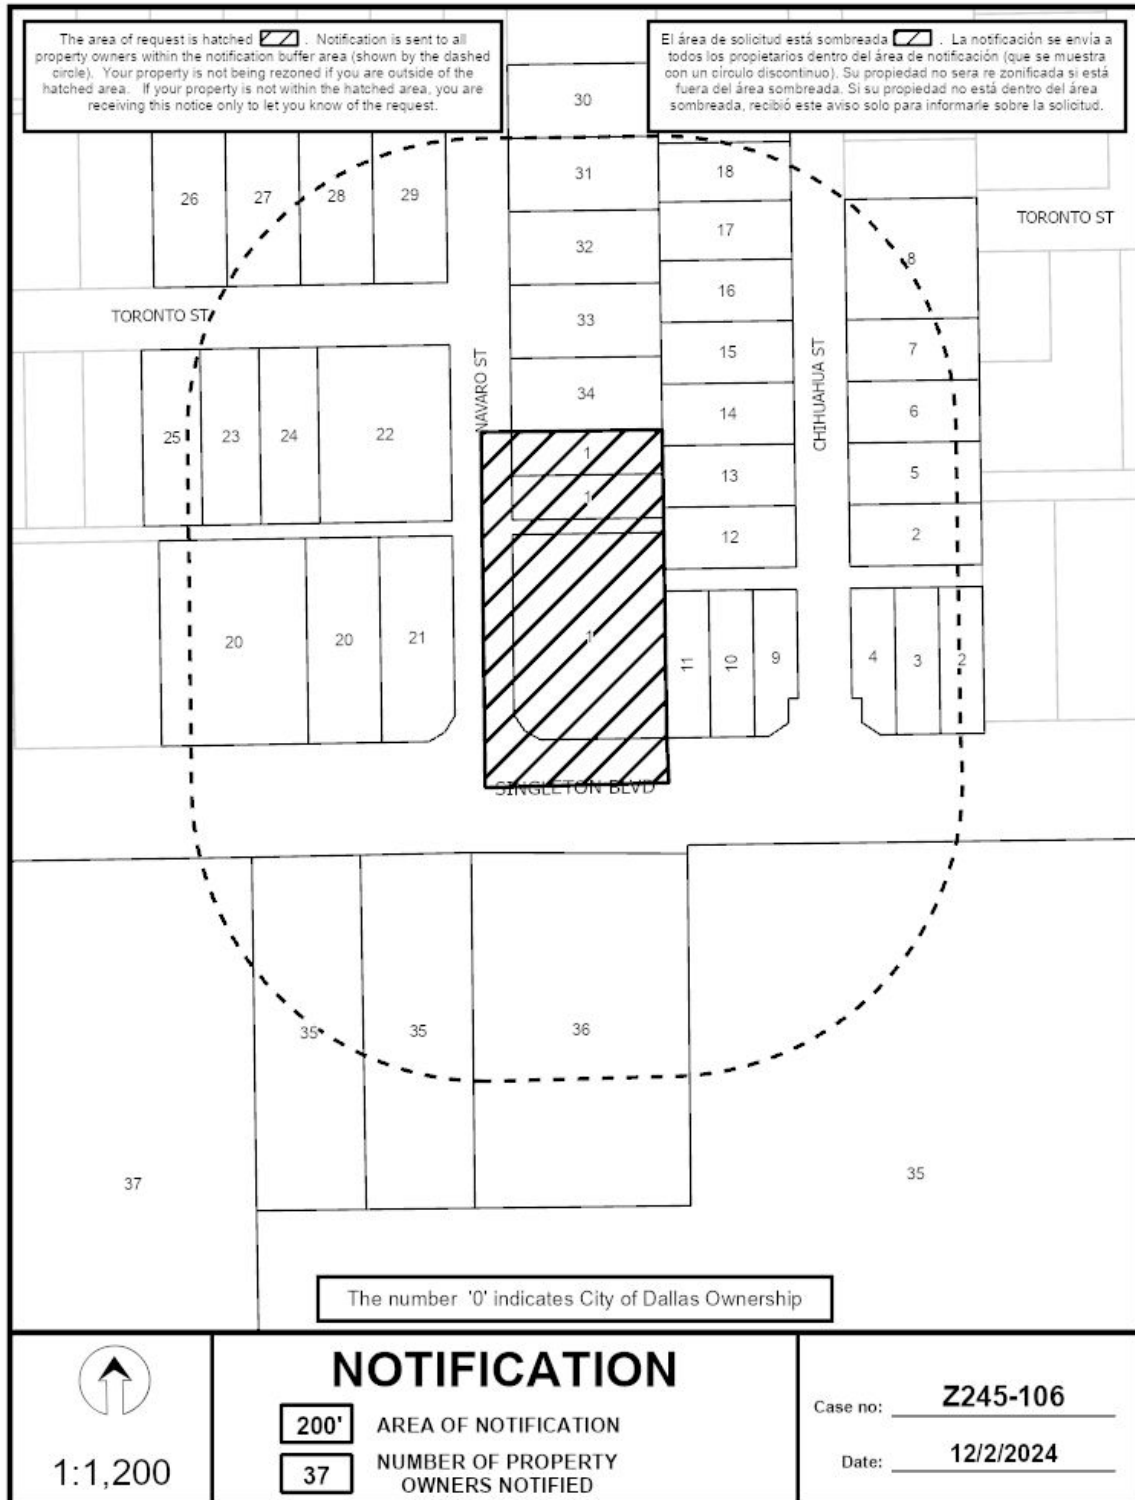 The area of request is hatched . Notification is sent to all
property owners within the notification buffer area (shown by the dashed
circle). Your property is not being rezoned if you are outside of the
hatched area. If your property is not within the hatched area, you are
receiving this notice only to let you know of the request.
El área de solicitud está sombreada . La notificación se envía a
todos los propietarios dentro del área de notificación (que se muestra
con un círculo discontinuo). Su propiedad no sera re zonificada si está
fuera del área sombreada. Si su propiedad no está dentro del área
sombreada, recibió este aviso solo para informarle sobre la solicitud.
30
31
18
26
27
28
29
17
TORONTO ST
32
8
16
TORONTO ST
33
15
7
NAVARO ST
CHIHUAHUA ST
34
14
6
25
23
24
22
1
13
5
1
12
2
20
20
21
1
11
10
9
4
3
2
SINGLETON BLVD
35
35
36
37
35
The number '0' indicates City of Dallas Ownership
1:1,200
NOTIFICATION
200' AREA OF NOTIFICATION
37 NUMBER OF PROPERTY
OWNERS NOTIFIED
Case no: Z245-106
Date: 12/2/2024